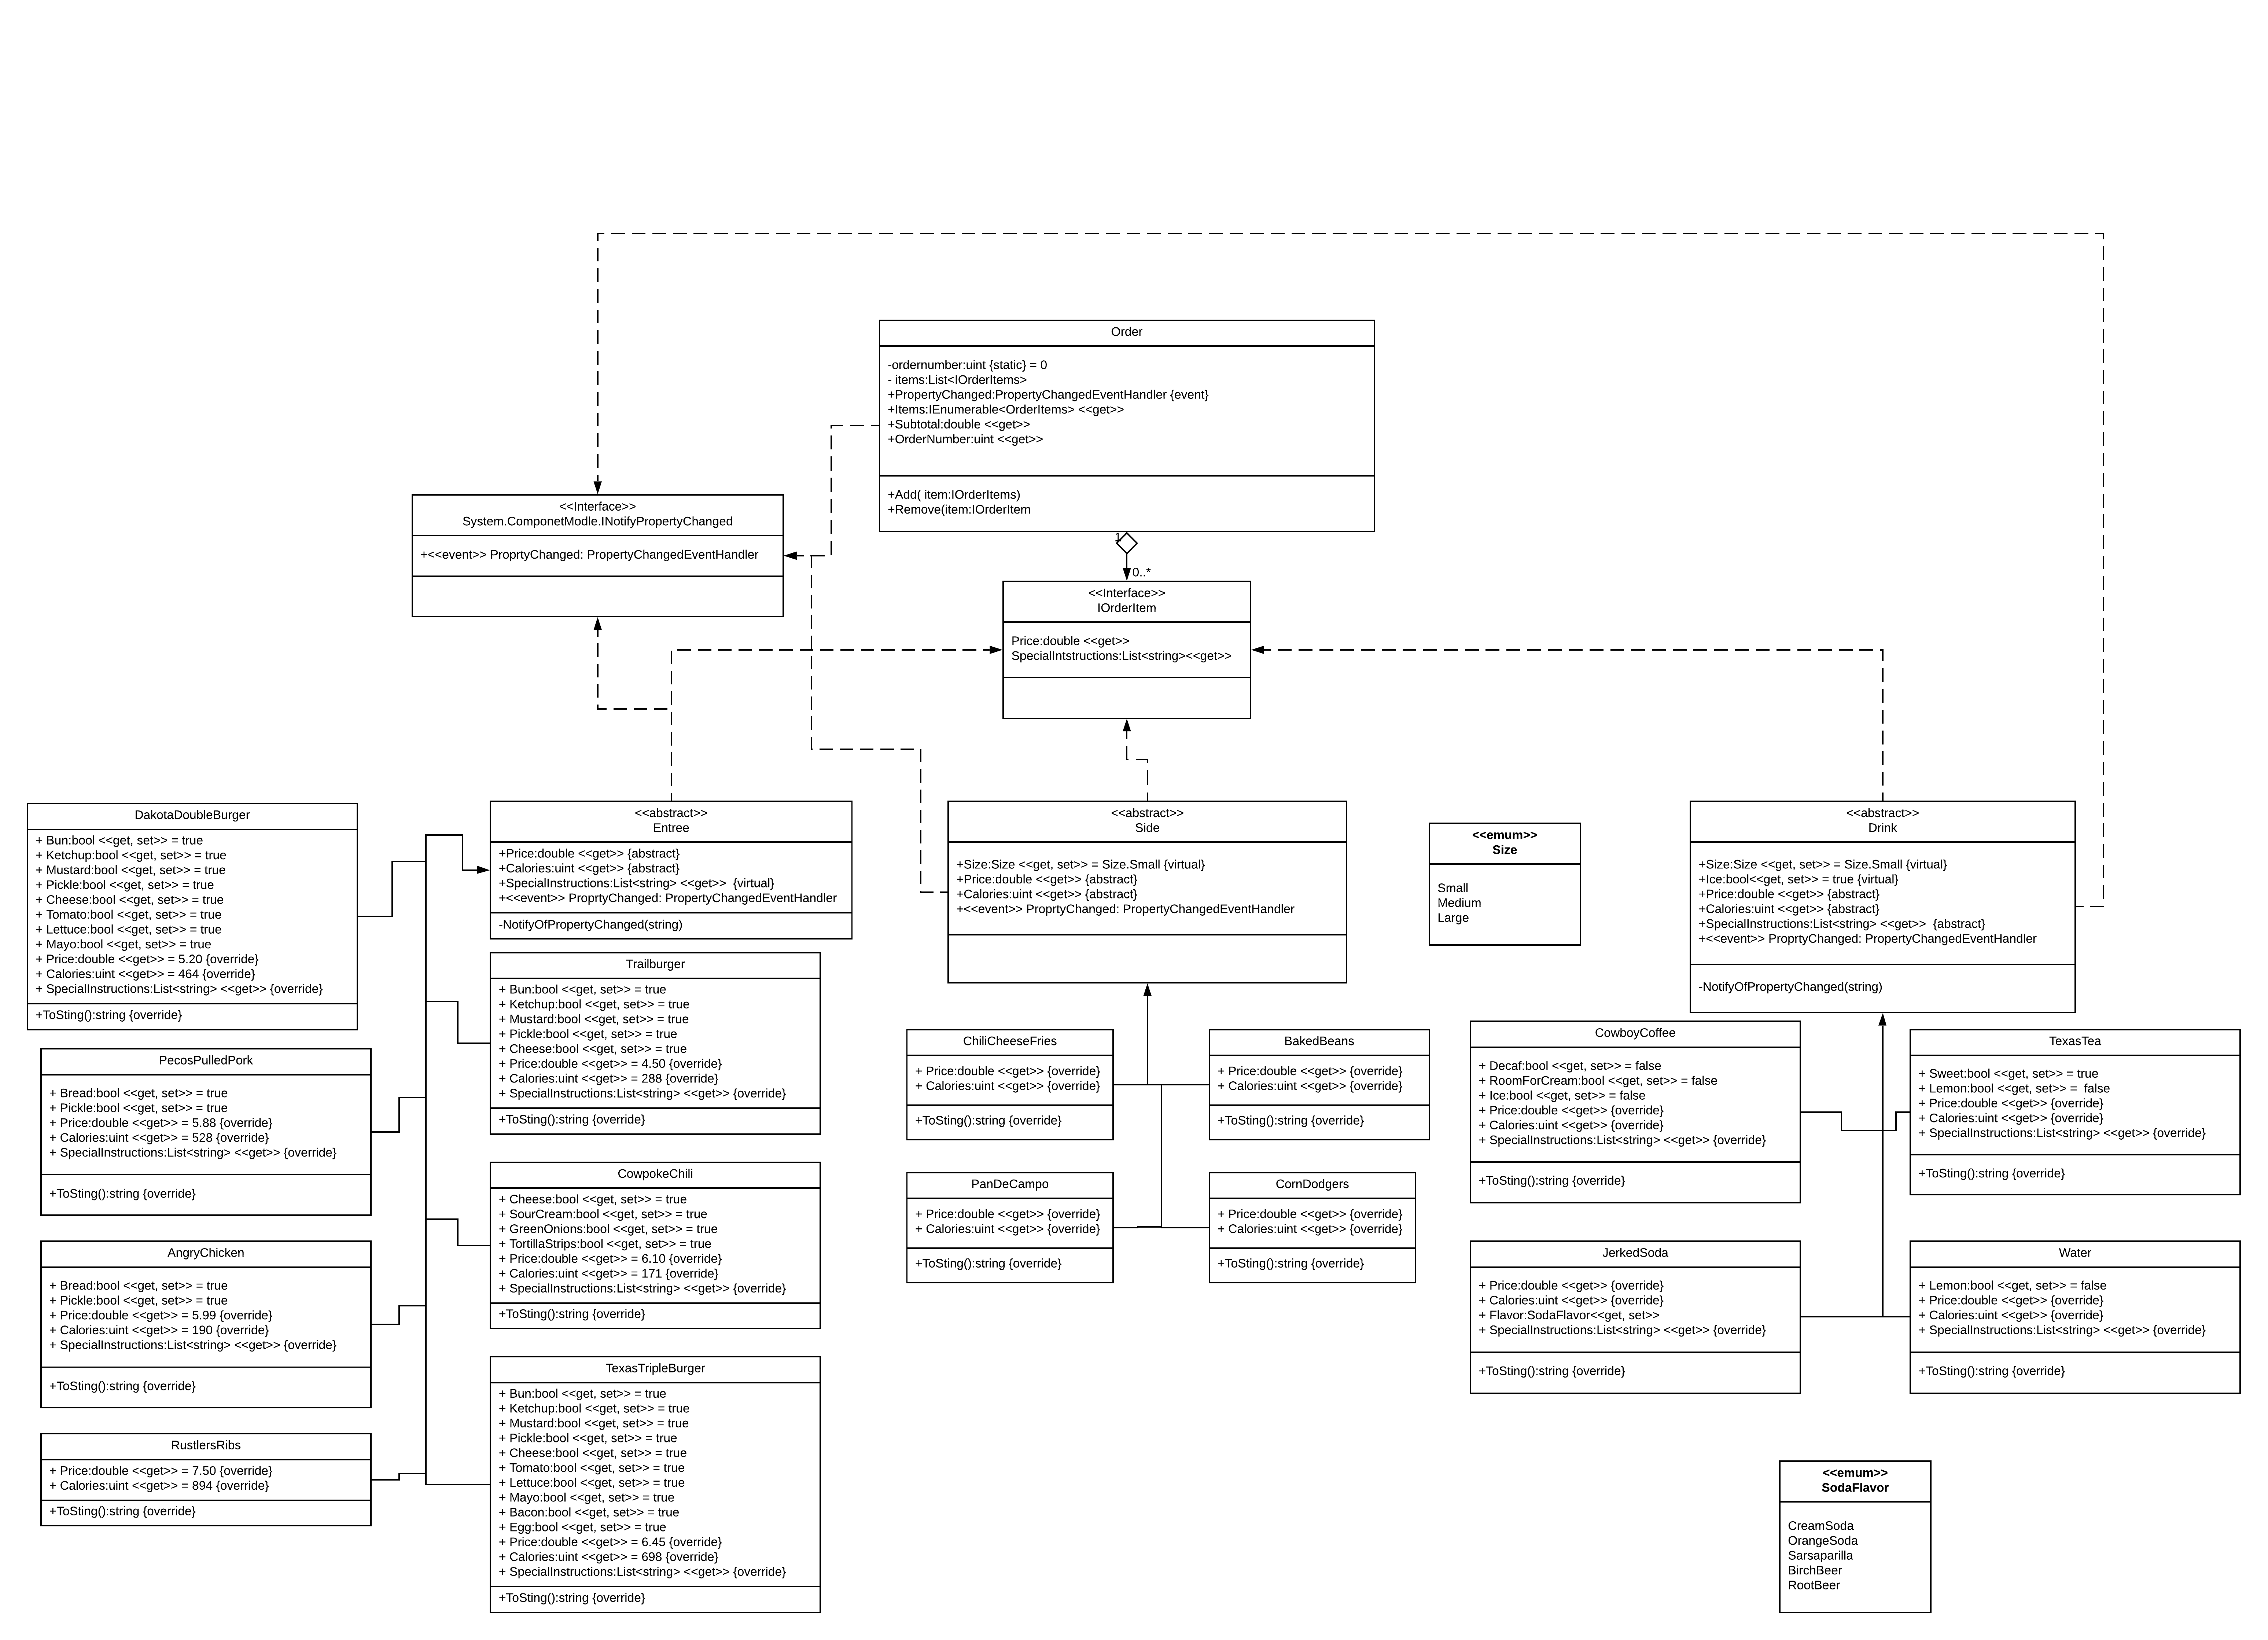 Order
-ordernumber:uint {static} = 0
- items:List<IOrderItems>
+PropertyChanged:PropertyChangedEventHandler {event}
+Items:IEnumerable<OrderItems> <<get>>
+Subtotal:double <<get>>
+OrderNumber:uint <<get>>
+Add( item:IOrderItems)
+Remove(item:IOrderItem
1
0..*
<<Interface>>
System.ComponetModle.INotifyPropertyChanged
+<<event>> ProprtyChanged: PropertyChangedEventHandler
<<Interface>>
IOrderItem
Price:double <<get>>
SpecialIntstructions:List<string><<get>>
DakotaDoubleBurger
+ Bun:bool <<get, set>> = true
+ Ketchup:bool <<get, set>> = true
+ Mustard:bool <<get, set>> = true
+ Pickle:bool <<get, set>> = true
+ Cheese:bool <<get, set>> = true
+ Tomato:bool <<get, set>> = true
+ Lettuce:bool <<get, set>> = true
+ Mayo:bool <<get, set>> = true
+ Price:double <<get>> = 5.20 {override}
+ Calories:uint <<get>> = 464 {override}
+ SpecialInstructions:List<string> <<get>> {override}
+ToSting():string {override}
<<abstract>>
Entree
+Price:double <<get>> {abstract}
+Calories:uint <<get>> {abstract}
+SpecialInstructions:List<string> <<get>>  {virtual}
+<<event>> ProprtyChanged: PropertyChangedEventHandler
-NotifyOfPropertyChanged(string)
<<abstract>>
Side
+Size:Size <<get, set>> = Size.Small {virtual}
+Price:double <<get>> {abstract}
+Calories:uint <<get>> {abstract}
+<<event>> ProprtyChanged: PropertyChangedEventHandler
<<emum>>
Size
Small
Medium
Large
<<abstract>>
Drink
+Size:Size <<get, set>> = Size.Small {virtual}
+Ice:bool<<get, set>> = true {virtual}
+Price:double <<get>> {abstract}
+Calories:uint <<get>> {abstract}
+SpecialInstructions:List<string> <<get>>  {abstract}
+<<event>> ProprtyChanged: PropertyChangedEventHandler
-NotifyOfPropertyChanged(string)
PecosPulledPork
+ Bread:bool <<get, set>> = true
+ Pickle:bool <<get, set>> = true
+ Price:double <<get>> = 5.88 {override}
+ Calories:uint <<get>> = 528 {override}
+ SpecialInstructions:List<string> <<get>> {override}
+ToSting():string {override}
Trailburger
+ Bun:bool <<get, set>> = true
+ Ketchup:bool <<get, set>> = true
+ Mustard:bool <<get, set>> = true
+ Pickle:bool <<get, set>> = true
+ Cheese:bool <<get, set>> = true
+ Price:double <<get>> = 4.50 {override}
+ Calories:uint <<get>> = 288 {override}
+ SpecialInstructions:List<string> <<get>> {override}
+ToSting():string {override}
ChiliCheeseFries
+ Price:double <<get>> {override}
+ Calories:uint <<get>> {override}
+ToSting():string {override}
BakedBeans
+ Price:double <<get>> {override}
+ Calories:uint <<get>> {override}
+ToSting():string {override}
CowboyCoffee
+ Decaf:bool <<get, set>> = false
+ RoomForCream:bool <<get, set>> = false
+ Ice:bool <<get, set>> = false
+ Price:double <<get>> {override}
+ Calories:uint <<get>> {override}
+ SpecialInstructions:List<string> <<get>> {override}
+ToSting():string {override}
TexasTea
+ Sweet:bool <<get, set>> = true
+ Lemon:bool <<get, set>> =  false
+ Price:double <<get>> {override}
+ Calories:uint <<get>> {override}
+ SpecialInstructions:List<string> <<get>> {override}
+ToSting():string {override}
AngryChicken
+ Bread:bool <<get, set>> = true
+ Pickle:bool <<get, set>> = true
+ Price:double <<get>> = 5.99 {override}
+ Calories:uint <<get>> = 190 {override}
+ SpecialInstructions:List<string> <<get>> {override}
+ToSting():string {override}
CowpokeChili
+ Cheese:bool <<get, set>> = true
+ SourCream:bool <<get, set>> = true
+ GreenOnions:bool <<get, set>> = true
+ TortillaStrips:bool <<get, set>> = true
+ Price:double <<get>> = 6.10 {override}
+ Calories:uint <<get>> = 171 {override}
+ SpecialInstructions:List<string> <<get>> {override}
+ToSting():string {override}
PanDeCampo
+ Price:double <<get>> {override}
+ Calories:uint <<get>> {override}
+ToSting():string {override}
CornDodgers
+ Price:double <<get>> {override}
+ Calories:uint <<get>> {override}
+ToSting():string {override}
JerkedSoda
+ Price:double <<get>> {override}
+ Calories:uint <<get>> {override}
+ Flavor:SodaFlavor<<get, set>>
+ SpecialInstructions:List<string> <<get>> {override}
+ToSting():string {override}
Water
+ Lemon:bool <<get, set>> = false
+ Price:double <<get>> {override}
+ Calories:uint <<get>> {override}
+ SpecialInstructions:List<string> <<get>> {override}
+ToSting():string {override}
RustlersRibs
+ Price:double <<get>> = 7.50 {override}
+ Calories:uint <<get>> = 894 {override}
+ToSting():string {override}
TexasTripleBurger
+ Bun:bool <<get, set>> = true
+ Ketchup:bool <<get, set>> = true
+ Mustard:bool <<get, set>> = true
+ Pickle:bool <<get, set>> = true
+ Cheese:bool <<get, set>> = true
+ Tomato:bool <<get, set>> = true
+ Lettuce:bool <<get, set>> = true
+ Mayo:bool <<get, set>> = true
+ Bacon:bool <<get, set>> = true
+ Egg:bool <<get, set>> = true
+ Price:double <<get>> = 6.45 {override}
+ Calories:uint <<get>> = 698 {override}
+ SpecialInstructions:List<string> <<get>> {override}
+ToSting():string {override}
<<emum>>
SodaFlavor
CreamSoda
OrangeSoda
Sarsaparilla
BirchBeer
RootBeer